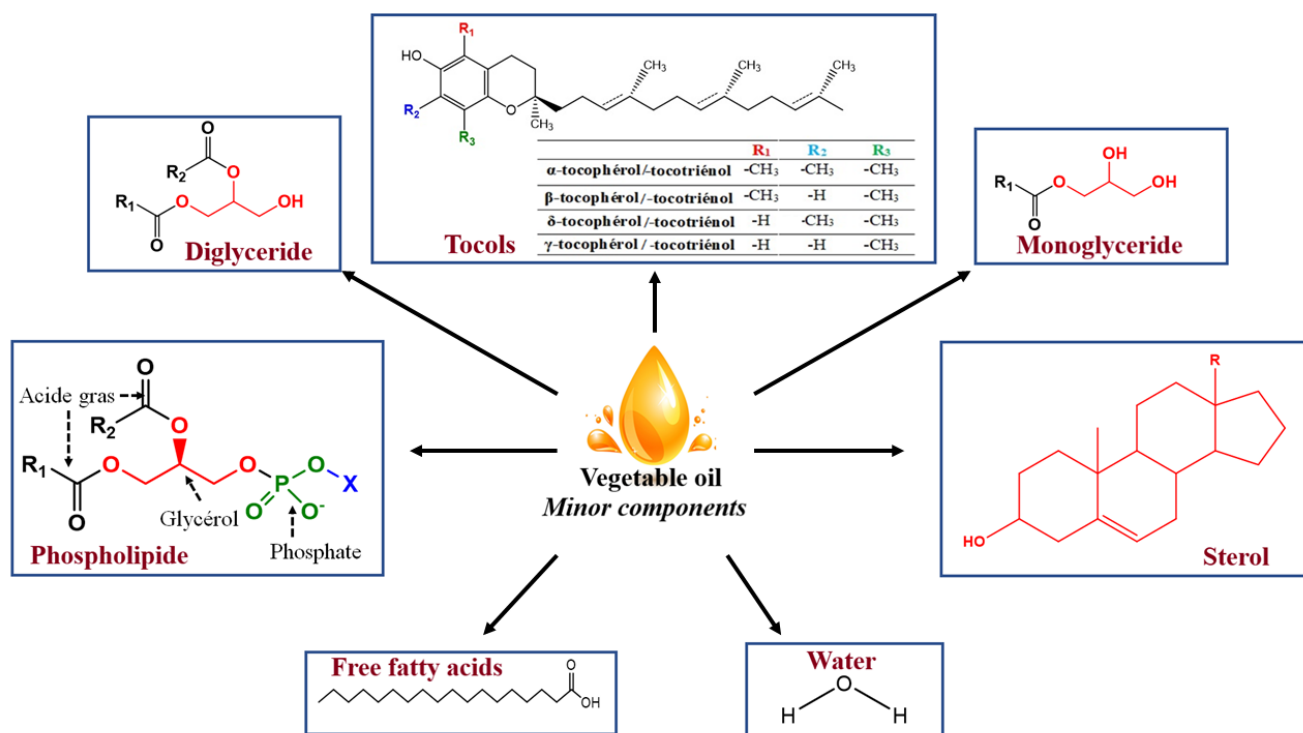 R₁
HO
CH₃
CH₃
CH₃
R₂
O
CH₃
R₃
R₁ R₂ R₃
α-tocophérol/-tocotriénol -CH₃ -CH₃ -CH₃
β-tocophérol/-tocotriénol -CH₃ -H -CH₃
δ-tocophérol/-tocotriénol -H -CH₃ -CH₃
γ-tocophérol/-tocotriénol -H -H -CH₃
Tocols
O
R₂
O
R₁
O
OH
O
Diglyceride
OH
R₁
O
OH
O
Monoglyceride
Acide gras
O
R₂
O
R₁
O
O
O
P
X
O
O
O⁻
Glycérol
Phosphate
Phospholipide
Vegetable oil
Minor components
R
HO
Sterol
Free fatty acids
O
OH
Water
O
H H